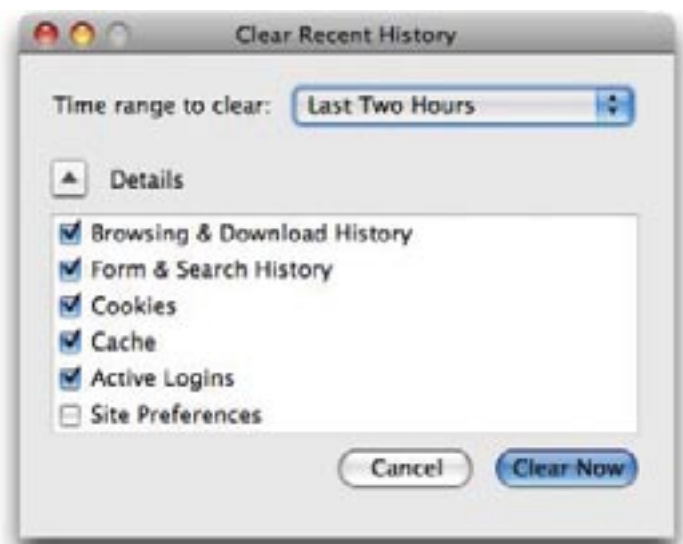 Clear Recent History
Time range to clear: Last Two Hours
Details
Browsing & Download History
Form & Search History
Cookies
Cache
Active Logins
Site Preferences
Cancel Clear Now